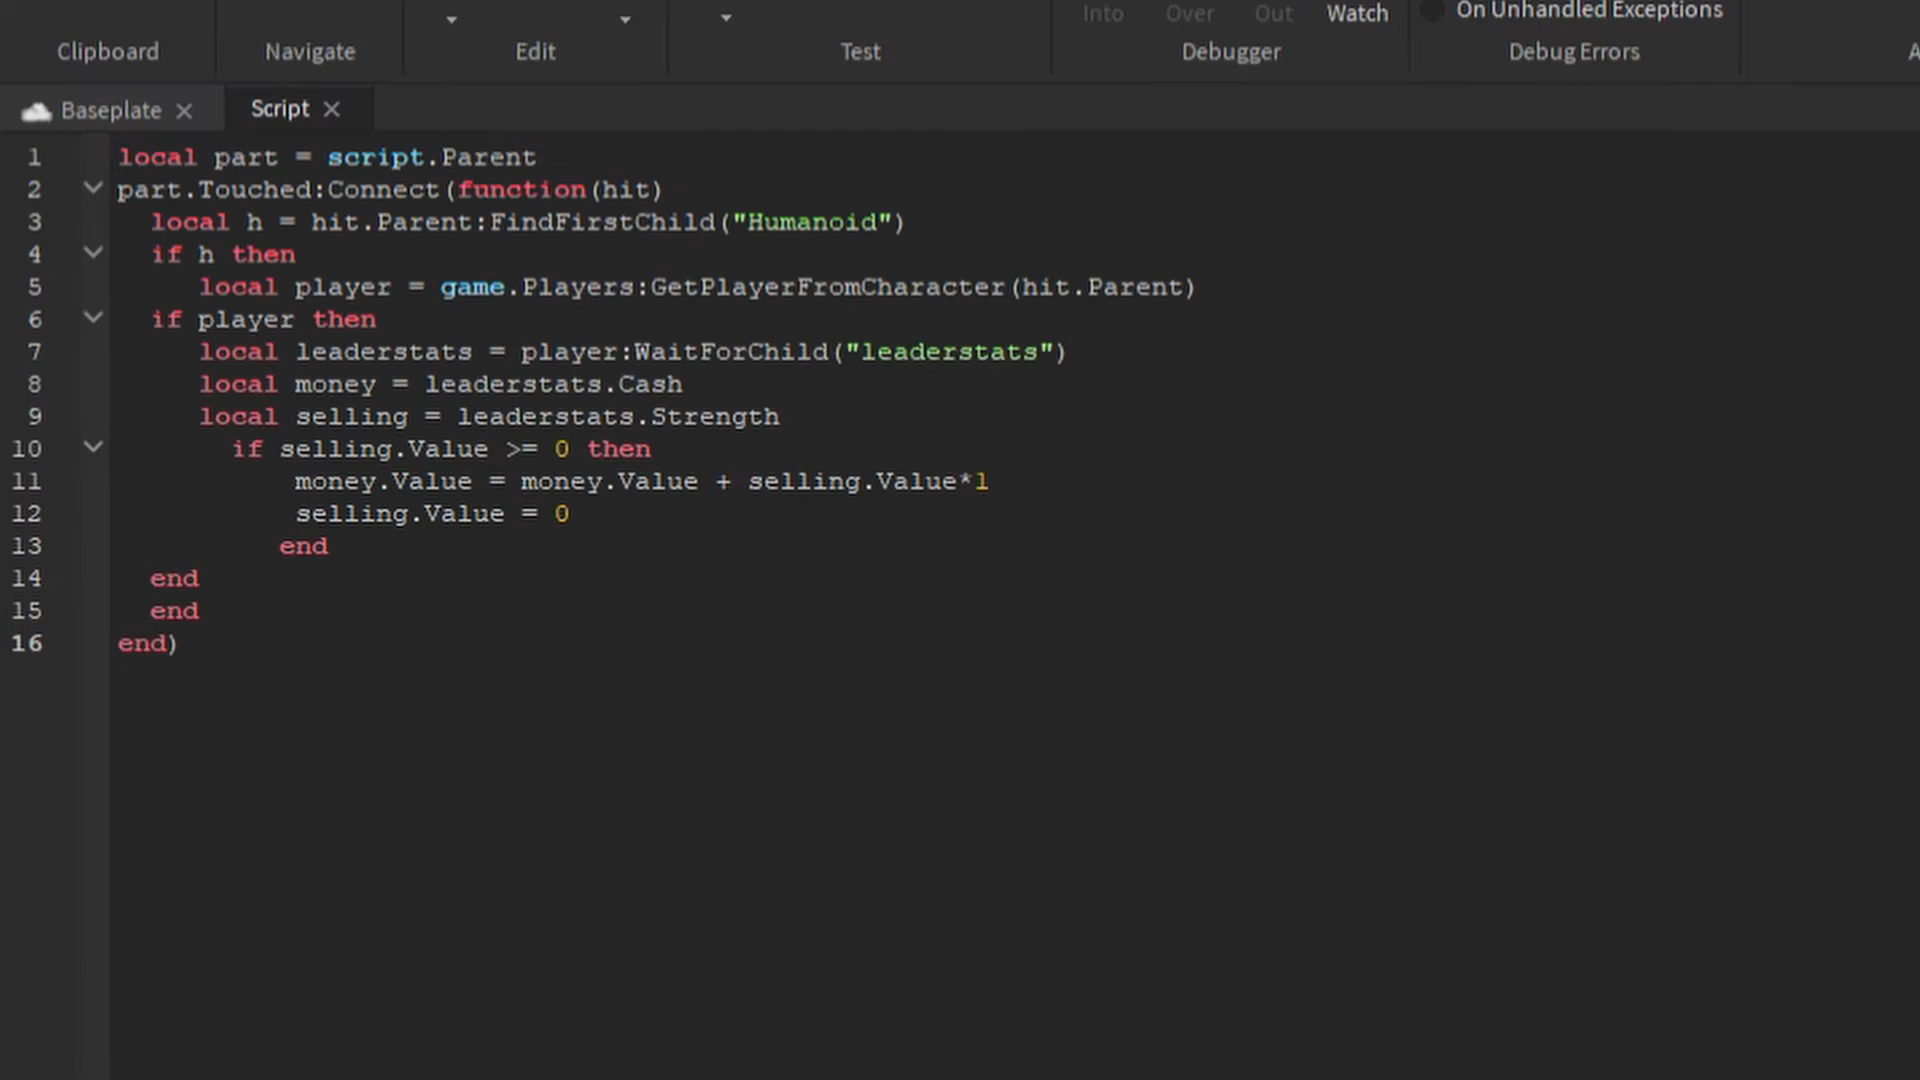 Into Over Out Watch On Unhandled Exceptions
Clipboard Navigate Edit Test Debugger Debug Errors A
Baseplate Script
1 local part = script.Parent
2 part.Touched:Connect(function(hit)
3 local h = hit.Parent:FindFirstChild("Humanoid")
4 if h then
5 local player = game.Players:GetPlayerFromCharacter(hit.Parent)
6 if player then
7 local leaderstats = player:WaitForChild("leaderstats")
8 local money = leaderstats.Cash
9 local selling = leaderstats.Strength
10 if selling.Value >= 0 then
11 money.Value = money.Value + selling.Value*1
12 selling.Value = 0
13 end
14 end
15 end
16 end)